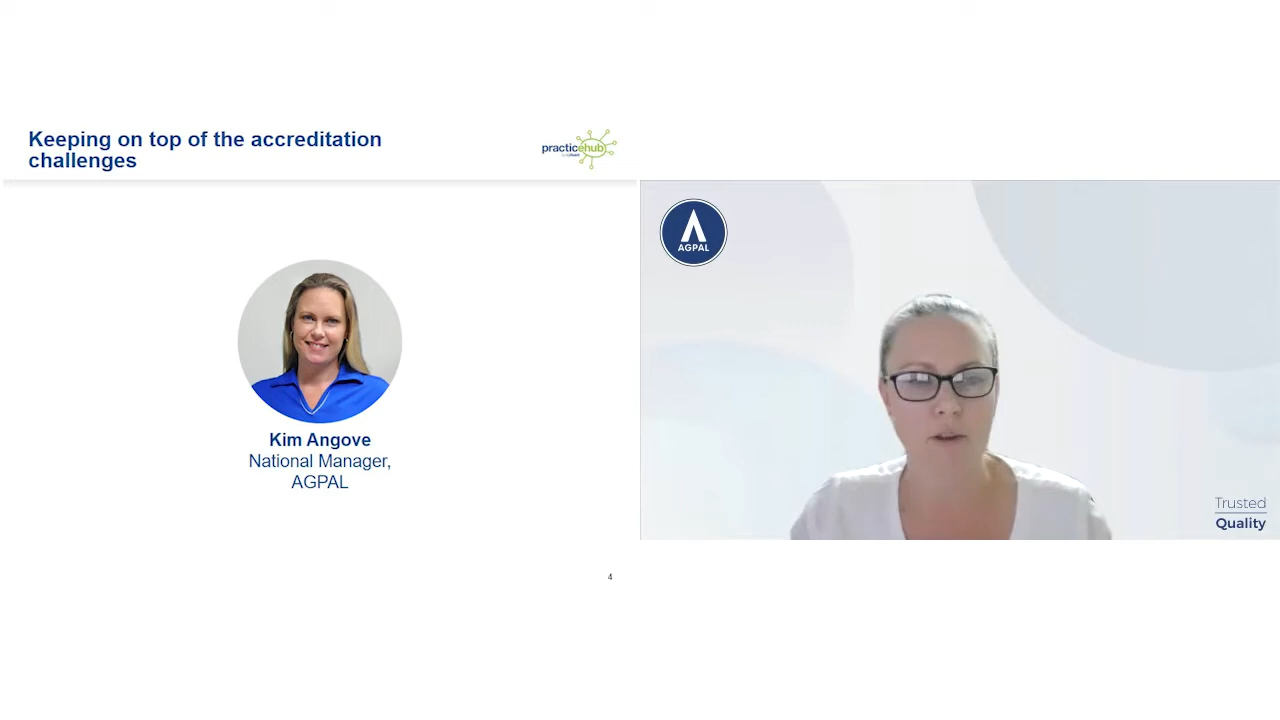 Keeping on top of the accreditation
challenges
practicehub
Kim Angove
National Manager,
AGPAL
4
AGPAL
Trusted
Quality